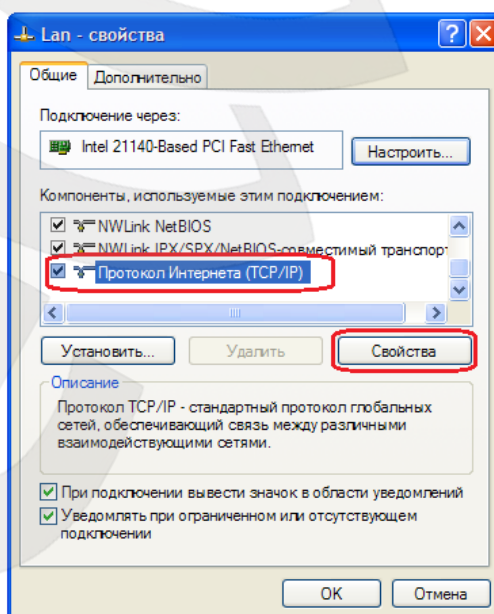 Lan - свойства
Общие
Дополнительно
Подключение через:
Intel 21140-Based PCI Fast Ethernet
Настроить...
Компоненты, используемые этим подключением:
NWLink NetBIOS
NWLink IPX/SPX/NetBIOS-совместимый транспорт
Протокол Интернета (TCP/IP)
Установить...
Удалить
Свойства
Описание
Протокол TCP/IP - стандартный протокол глобальных
сетей, обеспечивающий связь между различными
взаимодействующими сетями.
При подключении вывести значок в области уведомлений
Уведомлять при ограниченном или отсутствующем
подключении
OK
Отмена